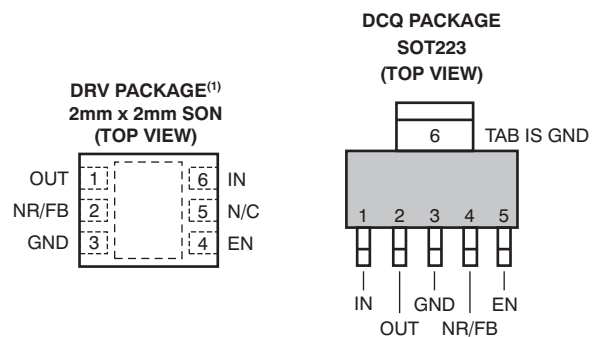 DRV PACKAGE(1)
2mm x 2mm SON
(TOP VIEW)
OUT 1 6 IN
NR/FB 2 5 N/C
GND 3 4 EN
DCQ PACKAGE
SOT223
(TOP VIEW)
6 TAB IS GND
1 2 3 4 5
IN GND EN
OUT NR/FB